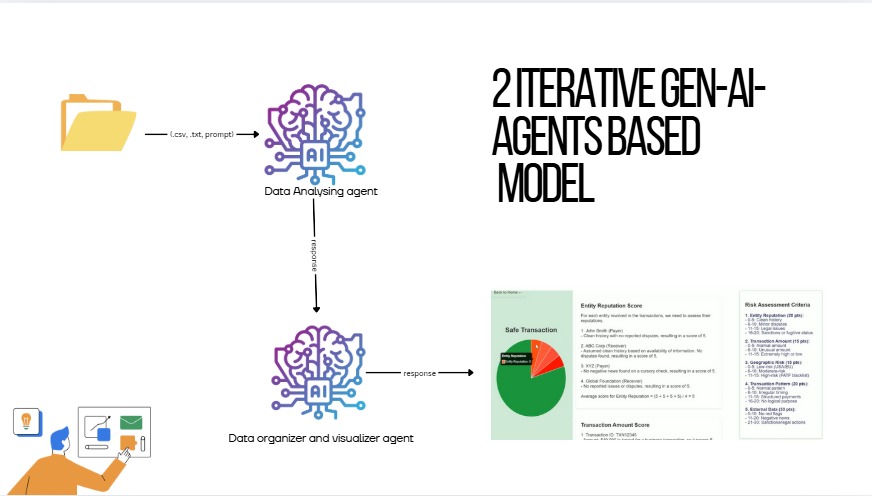 2 ITERATIVE GEN-AI-
AGENTS BASED
MODEL
(.csv, .txt, prompt)
AI
Data Analysing agent
response
AI
Data organizer and visualizer agent
response
Safe Transaction
Entity Reputation
Entity Reputation Score
For each entity involved in the transaction, we need to assess their
reputations.
1. John Smith (Payer)
- Clean history with no reported disputes, resulting in a score of 5.
2. ABC Corp (Receiver)
- Assumed clean history based on availability of information. No
disputes found, resulting in a score of 5.
3. XYZ (Payer)
- No negative news found on a cursory check, resulting in a score of 5.
4. Global Foundation (Receiver)
- No reported issues or disputes, resulting in a score of 5.
Average score for Entity Reputation = (5 + 5 + 5 + 5) / 4 = 5
Transaction Amount Score
1. Transaction ID:
Risk Assessment Criteria
1. Entity Reputation (20 pts):
- 0-5: Clean history
- 6-10: Minor disputes
- 11-15: Legal issues
- 16-20: Sanctions or fugitive status
2. Transaction Amount (15 pts):
- 0-5: Normal amount
- 6-10: Unusual amount
- 11-15: Extremely high or low
3. Geographic Risk (15 pts):
- 0-5: Low-risk (USA/EU)
- 6-10: Moderate-risk
- 11-15: High-risk (FATF blacklist)
4. Transaction Pattern (20 pts):
- 0-5: Normal pattern
- 6-10: Irregular timing
- 11-15: Structured payments
- 16-20: No logical purpose
5. External Data (30 pts):
- 0-10: No red flags
- 11-20: Negative news
- 21-30: Sanctions/legal actions